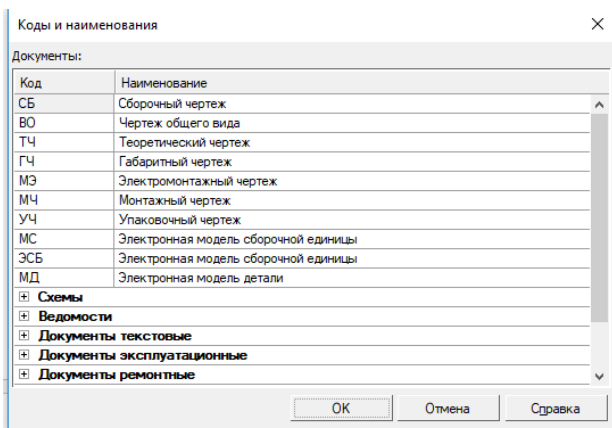 Коды и наименования
Документы:
Код Наименование
СБ Сборочный чертеж
ВО Чертеж общего вида
ТЧ Теоретический чертеж
ГЧ Габаритный чертеж
МЭ Электромонтажный чертеж
МЧ Монтажный чертеж
УЧ Упаковочный чертеж
МС Электронная модель сборочной единицы
ЭСБ Электронная модель сборочной единицы
МД Электронная модель детали
Схемы
Ведомости
Документы текстовые
Документы эксплуатационные
Документы ремонтные
ОК Отмена Справка